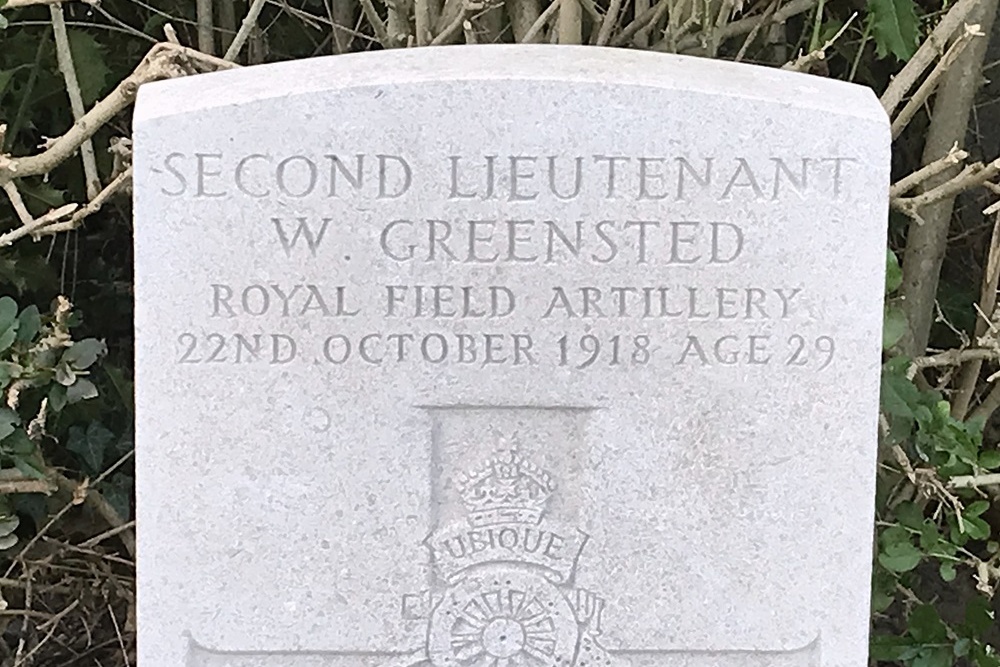 SECOND LIEUTENANT
W. GREENSTED
ROYAL FIELD ARTILLERY
22ND OCTOBER 1918 AGE 29
UBIQUE